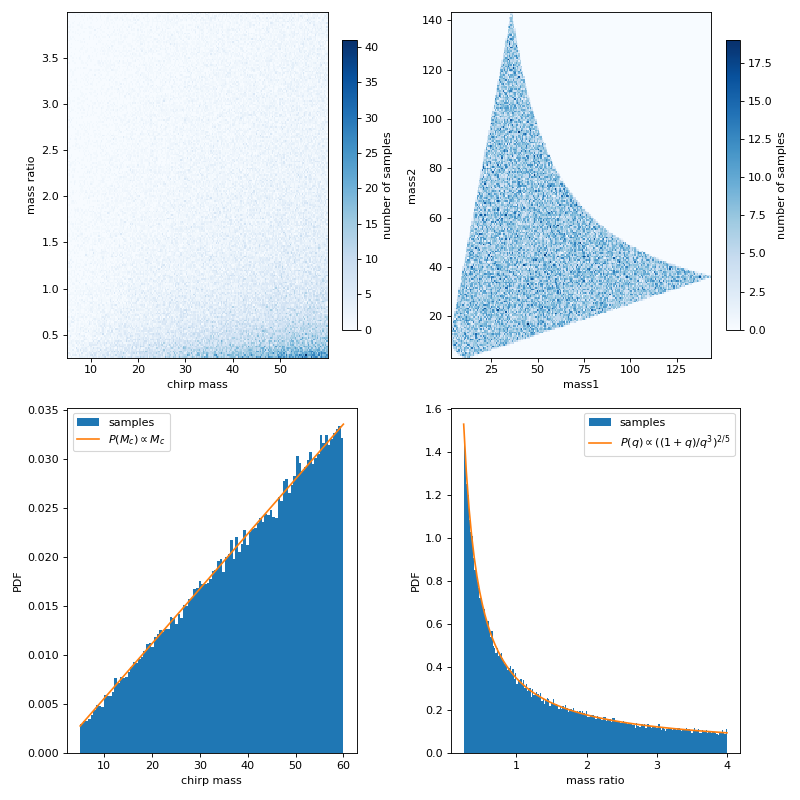 3.5
3.0
2.5
2.0
1.5
1.0
0.5
mass ratio
10 20 30 40 50
chirp mass
40
35
30
25
20
15
10
5
0
number of samples
140
120
100
80
60
40
20
mass2
25 50 75 100 125
mass1
17.5
15.0
12.5
10.0
7.5
5.0
2.5
0.0
number of samples
0.035
0.030
0.025
0.020
0.015
0.010
0.005
0.000
PDF
samples
P(M_c) ∝ M_c
10 20 30 40 50 60
chirp mass
1.6
1.4
1.2
1.0
0.8
0.6
0.4
0.2
0.0
PDF
samples
P(q) ∝ ((1 + q)/q³)^{2/5}
1 2 3 4
mass ratio